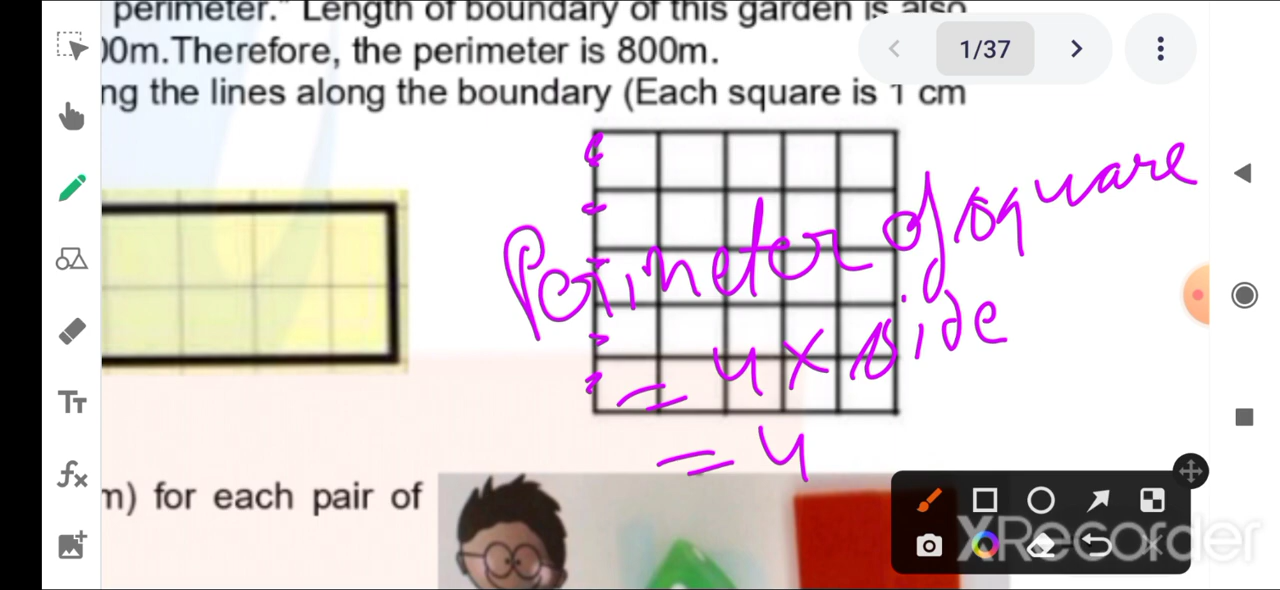 perimeter." Length of boundary of this garden is also
00m.Therefore, the perimeter is 800m.
1/37
ng the lines along the boundary (Each square is 1 cm
Perimeter of square
= 4 × side
= 4
TT
fx
m) for each pair of
XRecorder